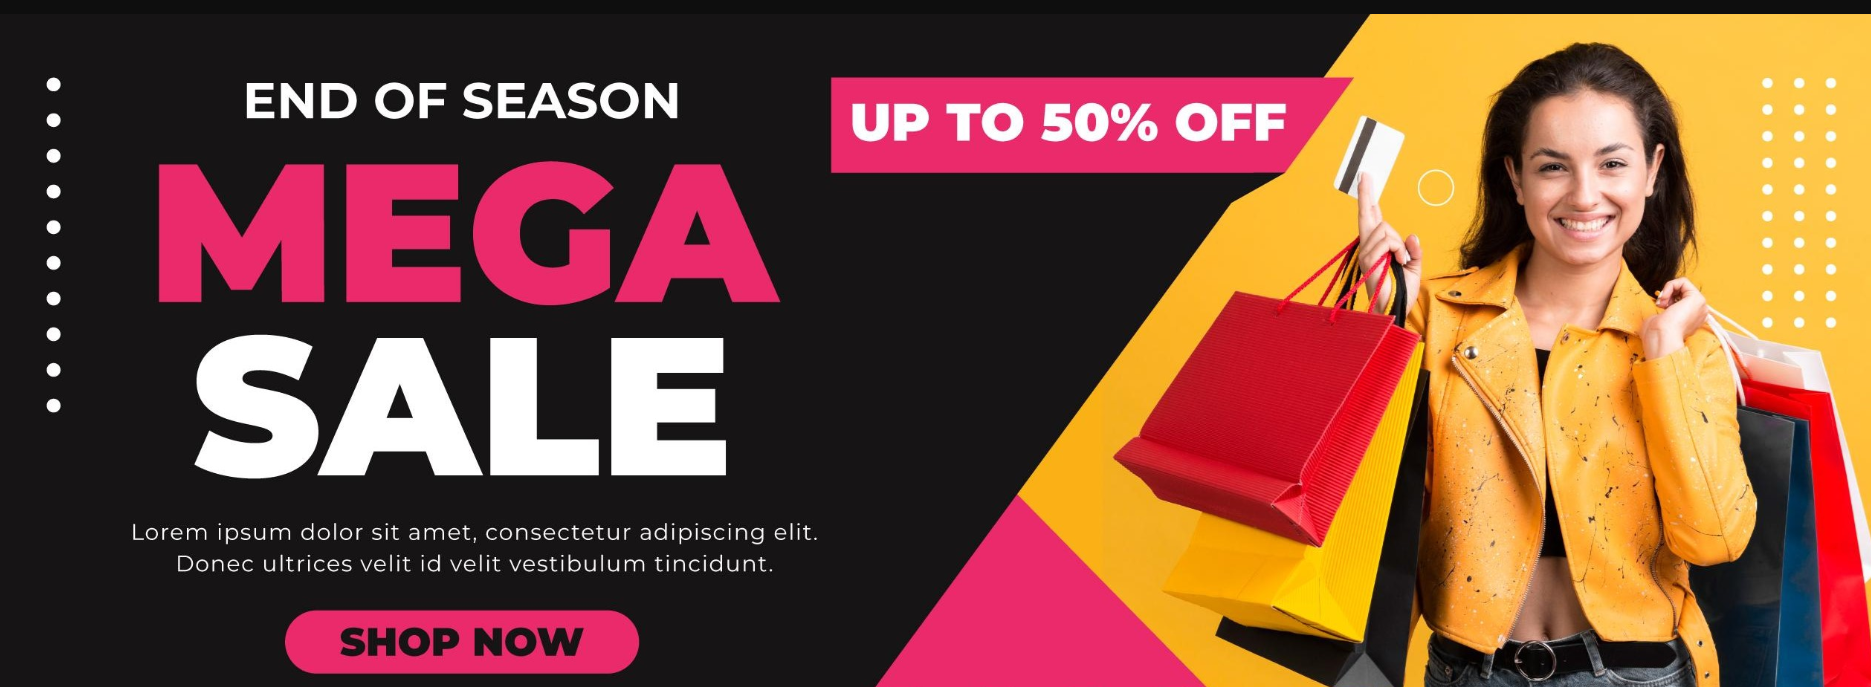 END OF SEASON
MEGA
SALE
UP TO 50% OFF
Lorem ipsum dolor sit amet, consectetur adipiscing elit.
Donec ultrices velit id velit vestibulum tincidunt.
SHOP NOW